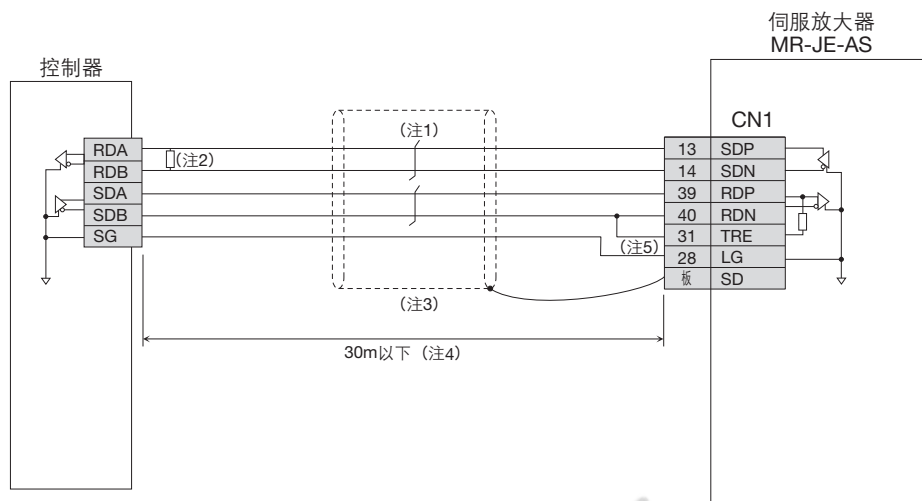 伺服放大器
MR-JE-AS
控制器
CN1
RDA
RDB
SDA
SDB
SG
(注1)
(注2)
(注3)
(注5)
13 SDP
14 SDN
39 RDP
40 RDN
31 TRE
28 LG
板 SD
30m以下（注4）